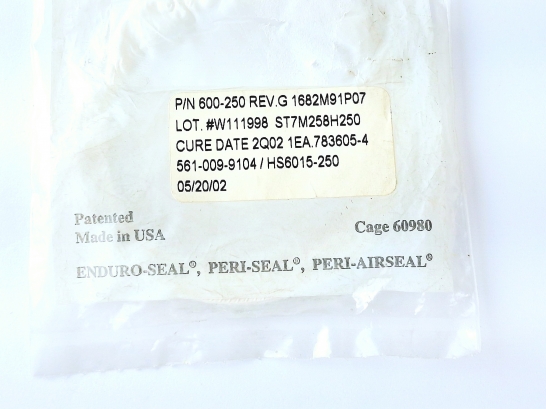 P/N 600-250 REV.G 1682M91P07
LOT. #W111998 ST7M258H250
CURE DATE 2Q02 1EA.783605-4
561-009-9104 / HS6015-250
05/20/02
Patented
Made in USA
Cage 60980
ENDURO-SEAL®, PERI-SEAL®, PERI-AIRSEAL®